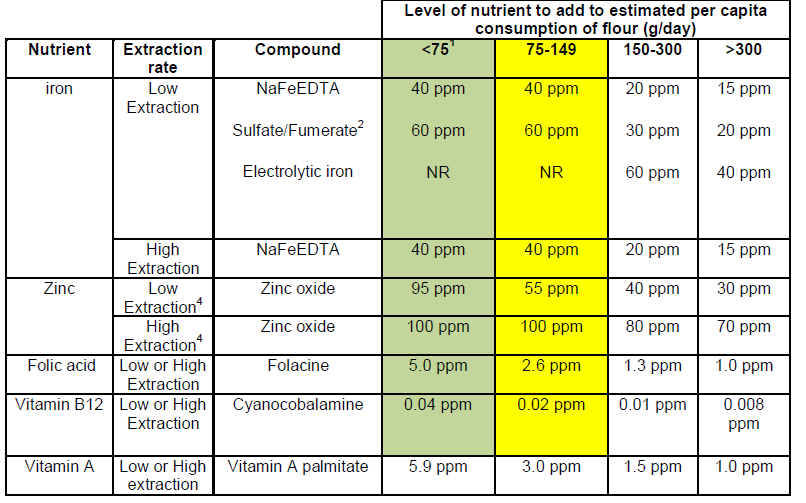 Level of nutrient to add to estimated per capita
consumption of flour (g/day)
Nutrient Extraction rate Compound <75¹ 75-149 150-300 >300
iron Low Extraction NaFeEDTA 40 ppm 40 ppm 20 ppm 15 ppm
Sulfate/Fumerate² 60 ppm 60 ppm 30 ppm 20 ppm
Electrolytic iron NR NR 60 ppm 40 ppm
High Extraction NaFeEDTA 40 ppm 40 ppm 20 ppm 15 ppm
Zinc Low Extraction⁴ Zinc oxide 95 ppm 55 ppm 40 ppm 30 ppm
High Extraction⁴ Zinc oxide 100 ppm 100 ppm 80 ppm 70 ppm
Folic acid Low or High Extraction Folacine 5.0 ppm 2.6 ppm 1.3 ppm 1.0 ppm
Vitamin B12 Low or High Extraction Cyanocobalamine 0.04 ppm 0.02 ppm 0.01 ppm 0.008 ppm
Vitamin A Low or High extraction Vitamin A palmitate 5.9 ppm 3.0 ppm 1.5 ppm 1.0 ppm